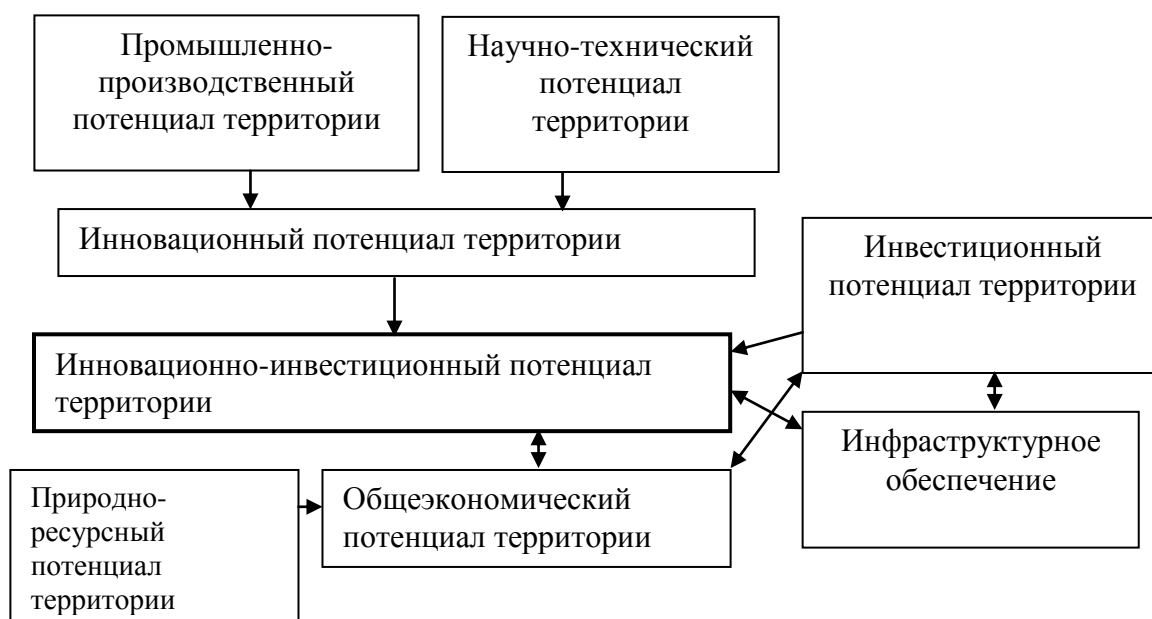 Промышленно-
производственный
потенциал территории
Научно-технический
потенциал
территории
Инновационный потенциал территории
Инвестиционный
потенциал территории
Инновационно-инвестиционный потенциал
территории
Инфраструктурное
обеспечение
Природно-
ресурсный
потенциал
территории
Общеэкономический
потенциал территории